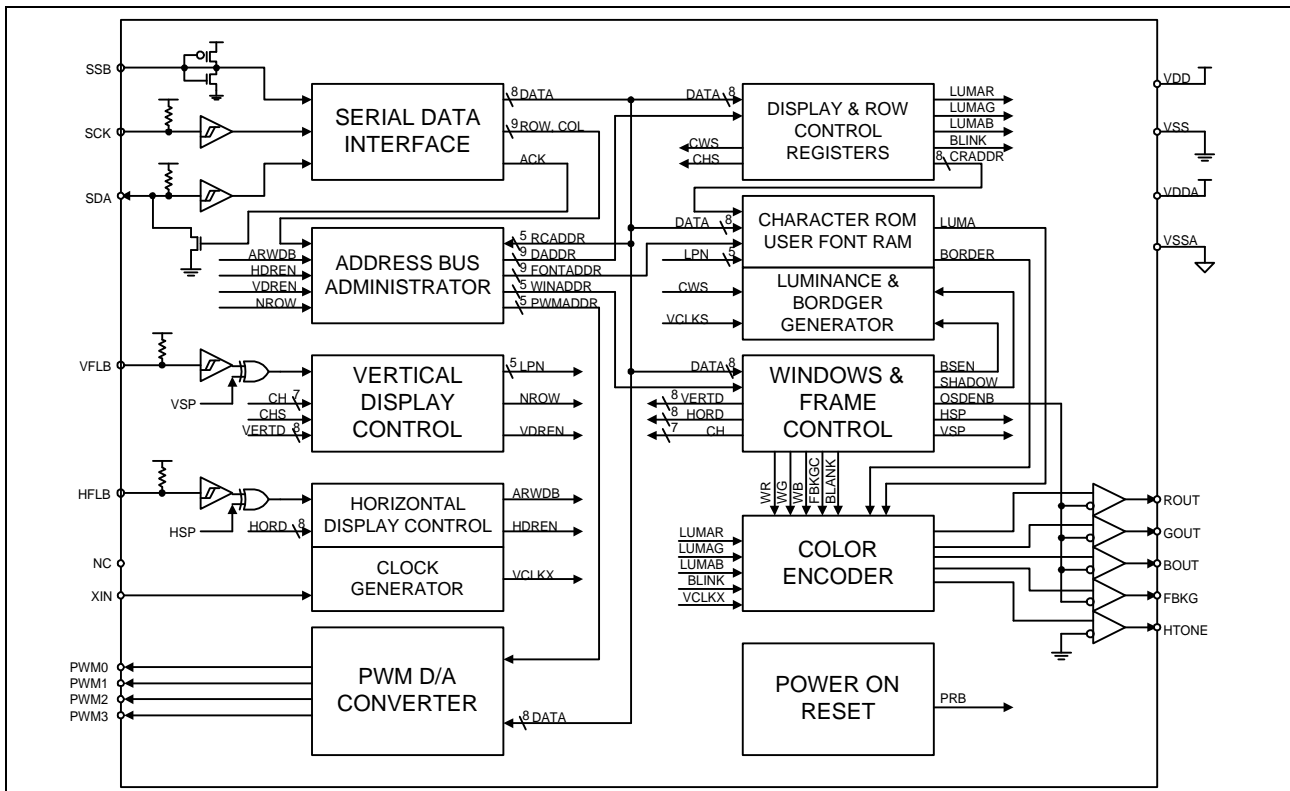 SSB
SCK
SDA
SERIAL DATA
INTERFACE
8 DATA
9 ROW, COL
ACK
DATA 8
DISPLAY & ROW
CONTROL
REGISTERS
CWS
CHS
LUMAR
LUMAG
LUMAB
BLINK
8 CRADDR
VDD
VSS
VDDA
VSSA
ARWDB
HDREN
VDREN
NROW
ADDRESS BUS
ADMINISTRATOR
5 RCADDR
9 DADDR
9 FONTADDR
5 WINADDR
5 PWMADDR
DATA 8
LPN 5
CWS
VCLKS
CHARACTER ROM
USER FONT RAM
LUMINANCE &
BORDGER
GENERATOR
LUMA
BORDER
VFLB
VSP
CH 7
CHS
VERTD 8
VERTICAL
DISPLAY
CONTROL
5 LPN
NROW
VDREN
DATA 8
8 VERTD
8 HORD
7 CH
WINDOWS &
FRAME
CONTROL
BSEN
SHADOW
OSDENB
HSP
VSP
HFLB
HSP
HORD 8
HORIZONTAL
DISPLAY CONTROL
CLOCK
GENERATOR
ARWDB
HDREN
VCLKX
NC
XIN
WR
WG
WB
FBKGC
BLANK
LUMAR
LUMAG
LUMAB
BLINK
VCLKX
COLOR
ENCODER
ROUT
GOUT
BOUT
FBKG
HTONE
PWM0
PWM1
PWM2
PWM3
PWM D/A
CONVERTER
8 DATA
POWER ON
RESET
PRB